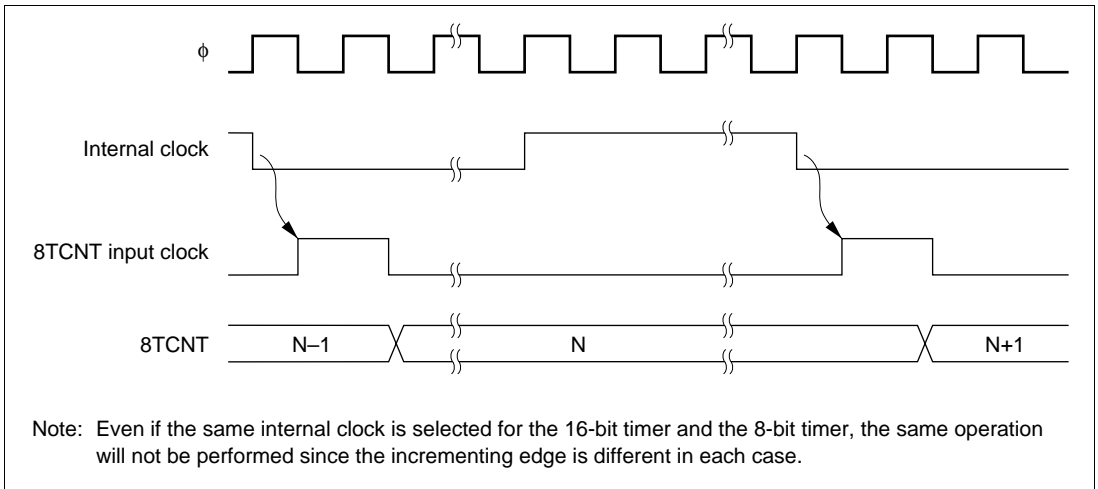 ϕ
Internal clock
8TCNT input clock
8TCNT N–1 N N+1
Note: Even if the same internal clock is selected for the 16-bit timer and the 8-bit timer, the same operation
will not be performed since the incrementing edge is different in each case.